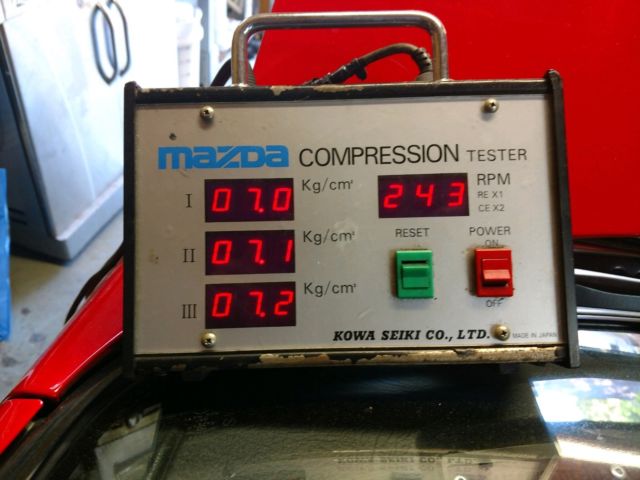 mazda COMPRESSION TESTER
I 07.0 Kg/cm² 243 RPM
RE X1
CE X2
II 07.1 Kg/cm² RESET POWER
ON
III 07.2 Kg/cm² OFF
KOWA SEIKI CO., LTD. MADE IN JAPAN